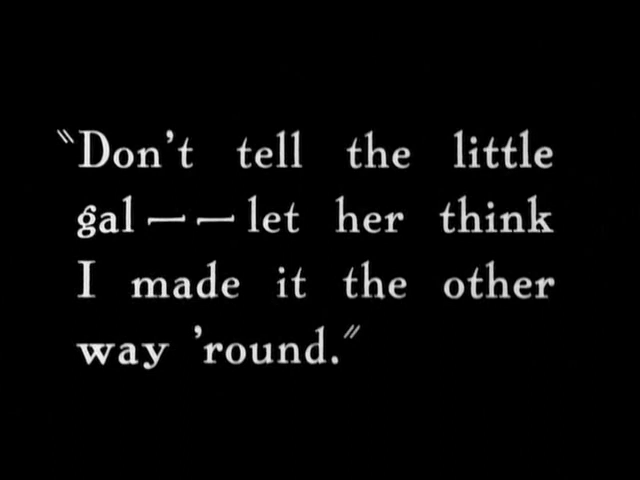 "Don't tell the little
gal——let her think
I made it the other
way 'round."